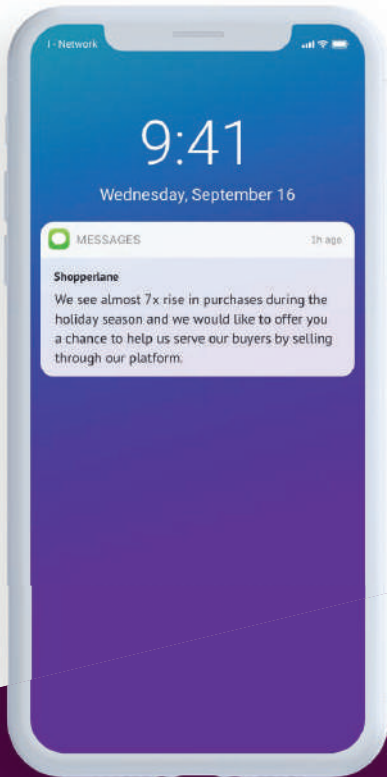 I - Network
9:41
Wednesday, September 16
MESSAGES 1h ago
Shopperlane
We see almost 7x rise in purchases during the
holiday season and we would like to offer you
a chance to help us serve our buyers by selling
through our platform.